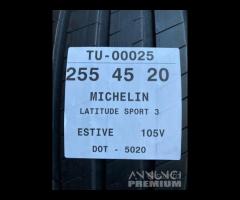 TU-00025
255 45 20
MICHELIN
LATITUDE SPORT 3
ESTIVE 105V
DOT - 5020
ANNUNCI
PREMIUM